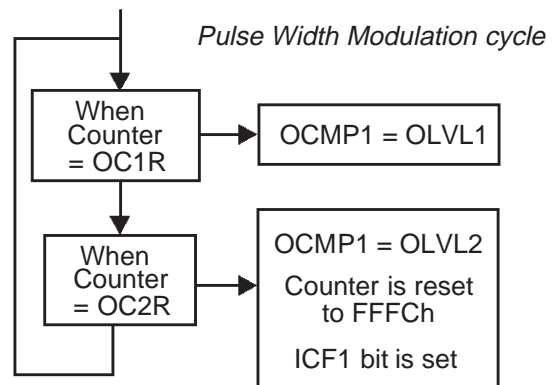 Pulse Width Modulation cycle
When
Counter
= OC1R
OCMP1 = OLVL1
When
Counter
= OC2R
OCMP1 = OLVL2
Counter is reset
to FFFCh
ICF1 bit is set